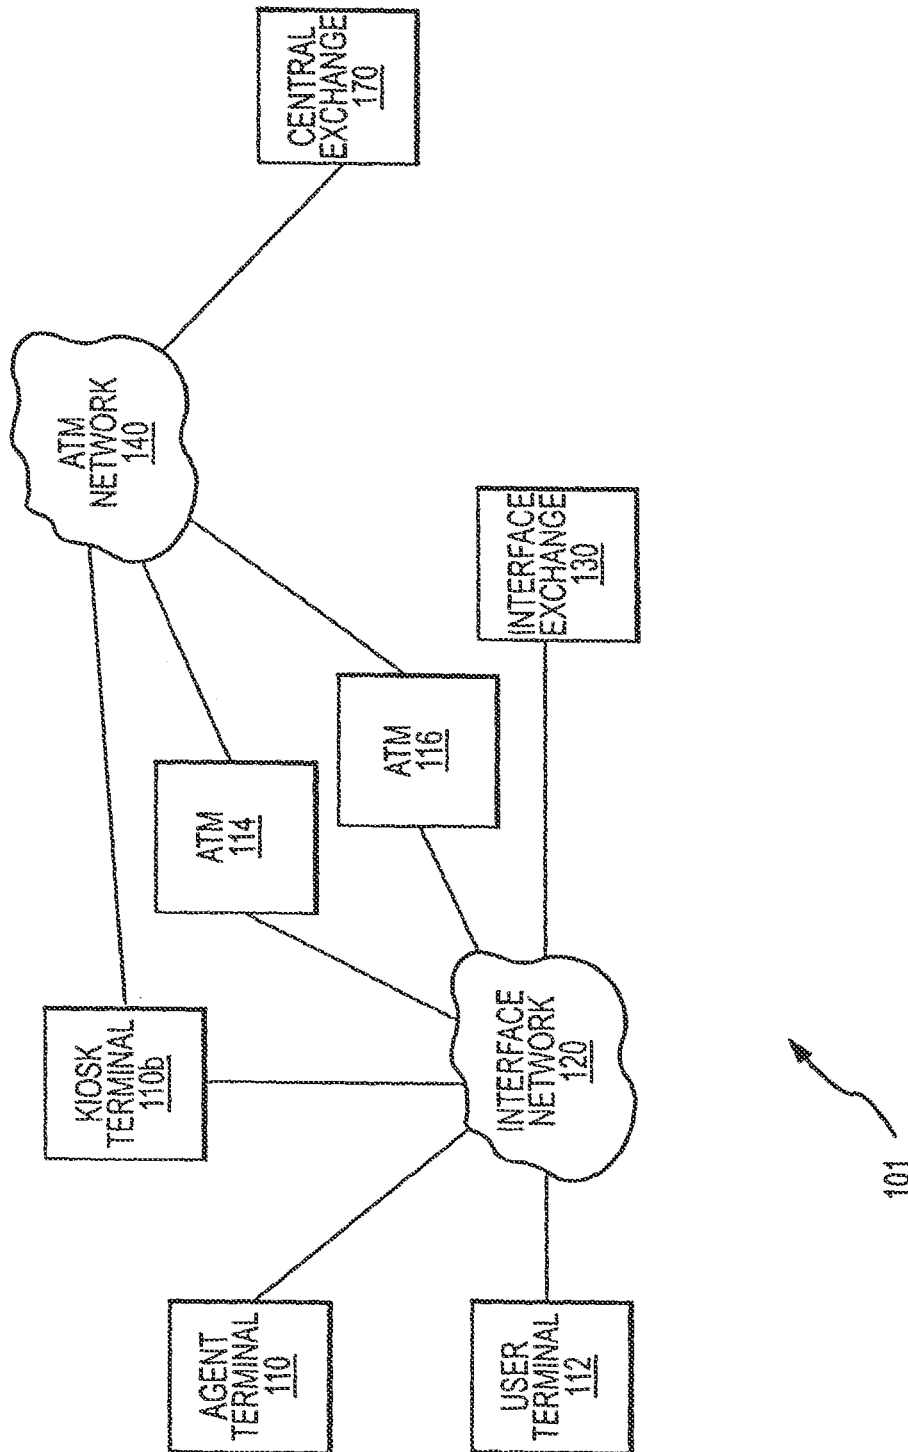 AGENT
TERMINAL
110
USER
TERMINAL
112
KIOSK
TERMINAL
110b
INTERFACE
NETWORK
120
ATM
114
ATM
116
INTERFACE
EXCHANGE
130
ATM
NETWORK
140
CENTRAL
EXCHANGE
170
101